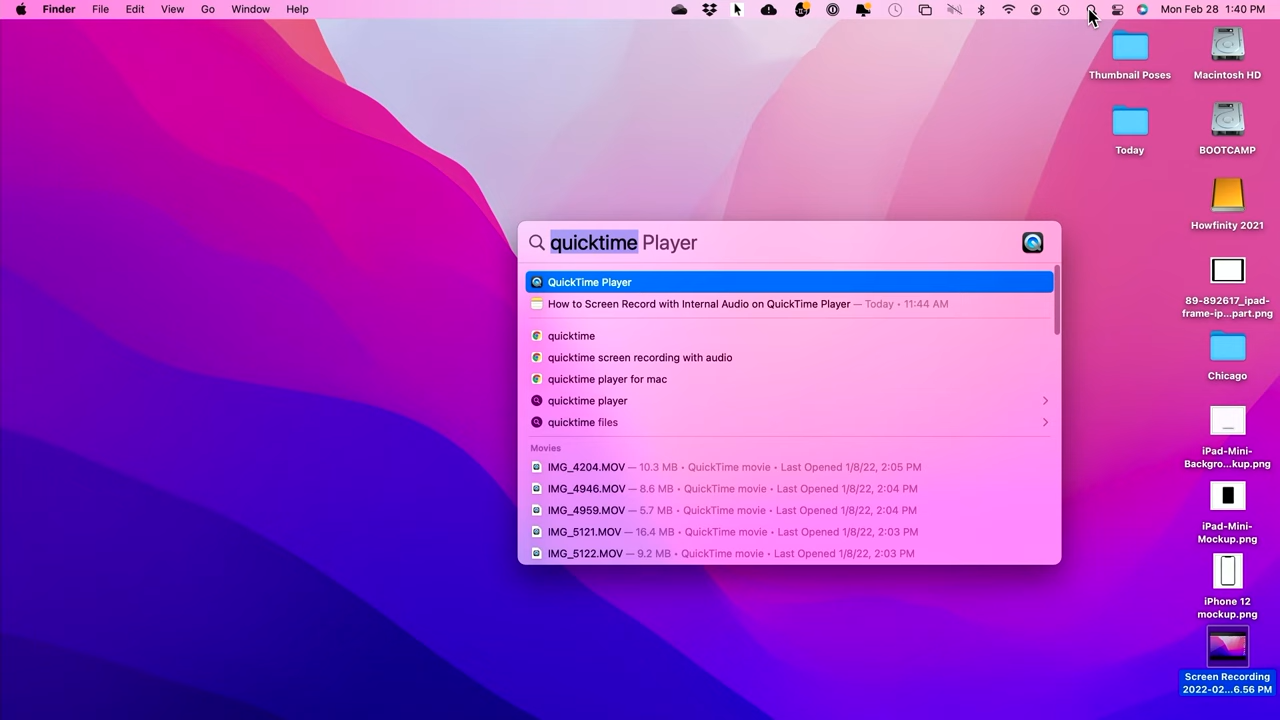 Finder File Edit View Go Window Help Mon Feb 28 1:40 PM
Thumbnail Poses
Macintosh HD
Today
BOOTCAMP
Howfinity 2021
89-892617_ipad-
frame-ip...part.png
Chicago
iPad-Mini-
Backgro...kup.png
iPad-Mini-
Mockup.png
iPhone 12
mockup.png
Screen Recording
2022-02...6.56 PM
quicktime Player
QuickTime Player
How to Screen Record with Internal Audio on QuickTime Player — Today • 11:44 AM
quicktime
quicktime screen recording with audio
quicktime player for mac
quicktime player
quicktime files
Movies
IMG_4204.MOV — 10.3 MB • QuickTime movie • Last Opened 1/8/22, 2:05 PM
IMG_4946.MOV — 8.6 MB • QuickTime movie • Last Opened 1/8/22, 2:04 PM
IMG_4959.MOV — 5.7 MB • QuickTime movie • Last Opened 1/8/22, 2:04 PM
IMG_5121.MOV — 16.4 MB • QuickTime movie • Last Opened 1/8/22, 2:03 PM
IMG_5122.MOV — 9.2 MB • QuickTime movie • Last Opened 1/8/22, 2:03 PM